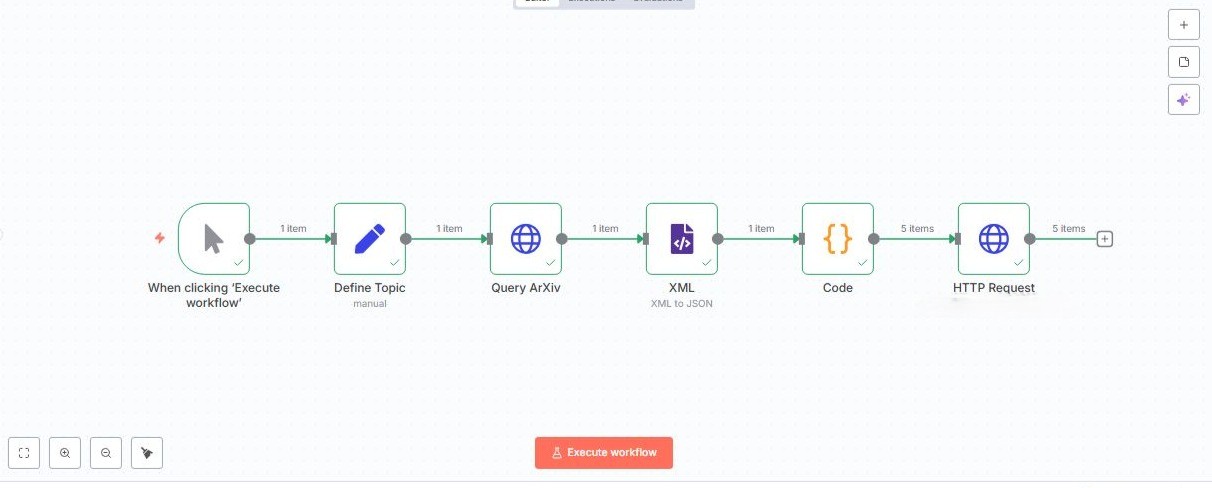 1 item
1 item
1 item
1 item
5 items
5 items
When clicking ‘Execute
workflow’
Define Topic
manual
Query ArXiv
XML
XML to JSON
Code
HTTP Request
Execute workflow